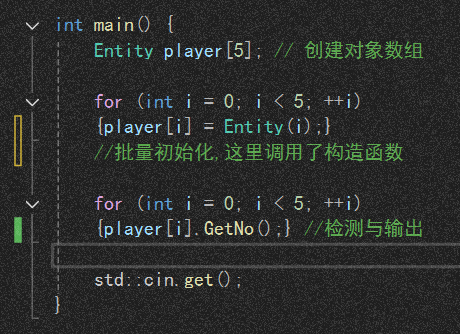 int main() {
Entity player[5]; // 创建对象数组
for (int i = 0; i < 5; ++i)
{player[i] = Entity(i);}
//批量初始化,这里调用了构造函数
for (int i = 0; i < 5; ++i)
{player[i].GetNo();} //检测与输出
std::cin.get();
}